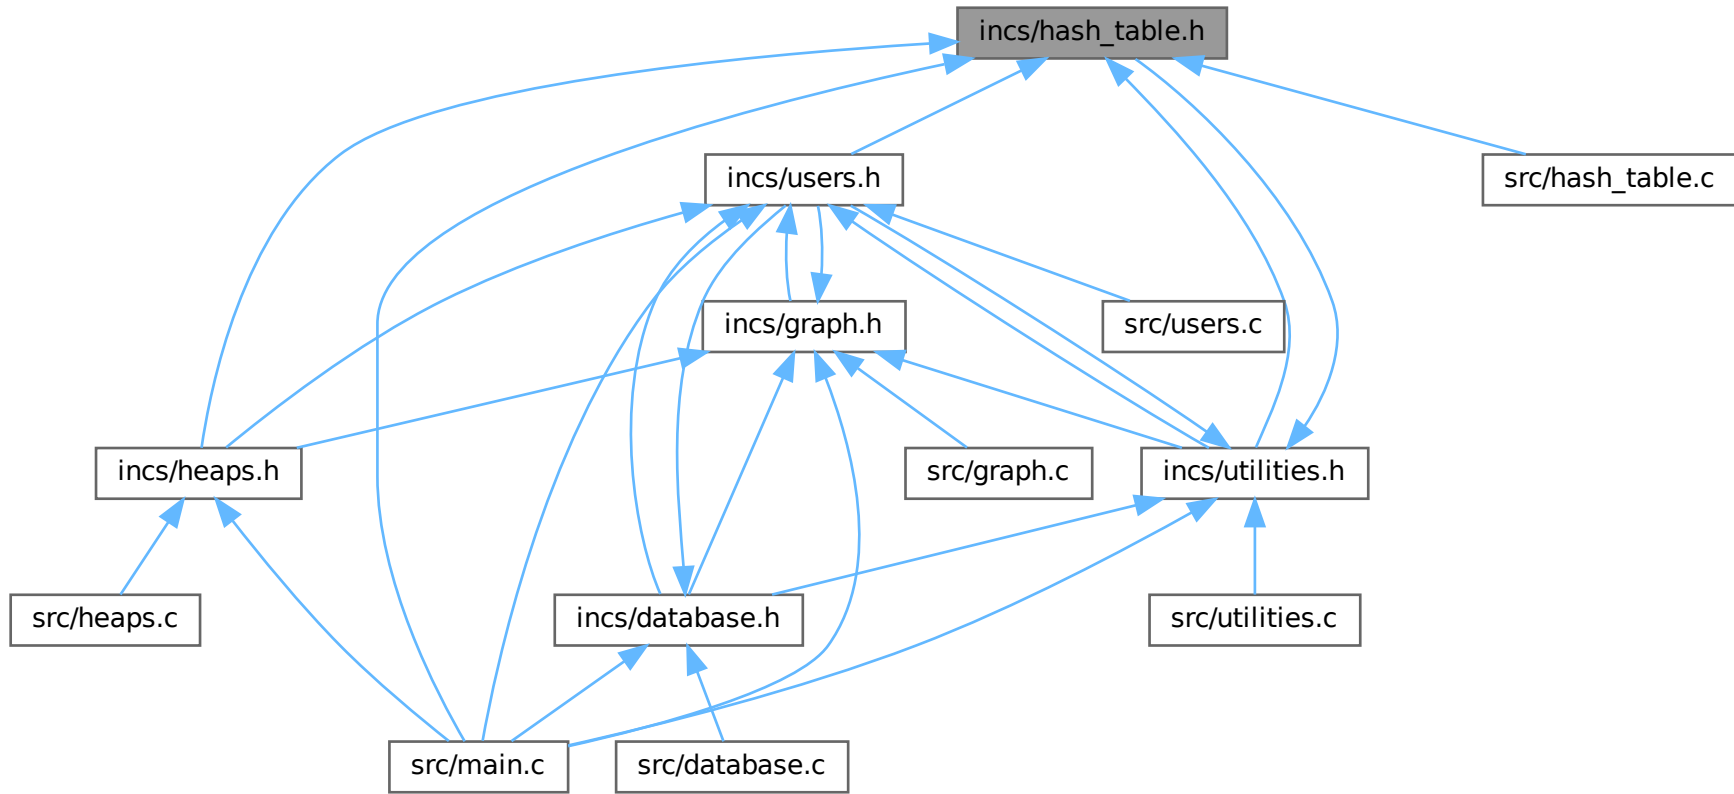 incs/hash_table.h
incs/users.h
src/hash_table.c
incs/graph.h
src/users.c
incs/heaps.h
src/graph.c
incs/utilities.h
src/heaps.c
incs/database.h
src/utilities.c
src/main.c
src/database.c